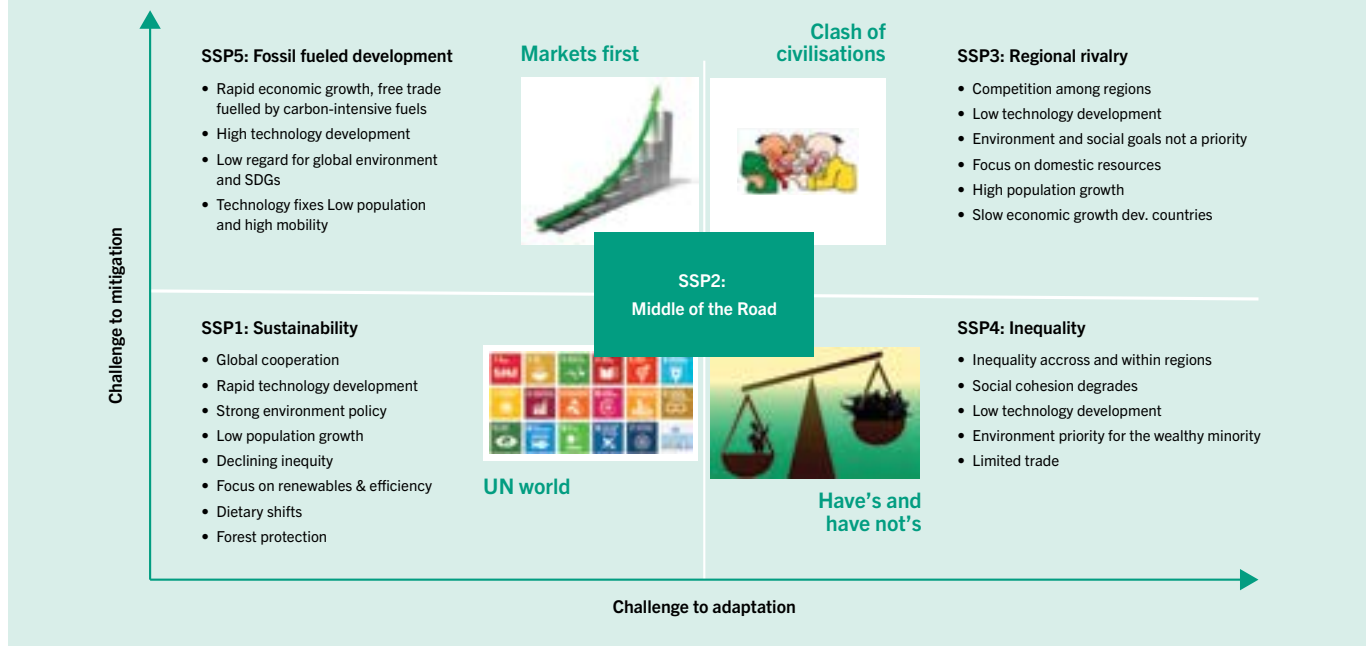 SSP5: Fossil fueled development
• Rapid economic growth, free trade
fuelled by carbon-intensive fuels
• High technology development
• Low regard for global environment
and SDGs
• Technology fixes Low population
and high mobility
Markets first
Clash of
civilisations
SSP3: Regional rivalry
• Competition among regions
• Low technology development
• Environment and social goals not a priority
• Focus on domestic resources
• High population growth
• Slow economic growth dev. countries
Challenge to mitigation
SSP2:
Middle of the Road
SSP1: Sustainability
• Global cooperation
• Rapid technology development
• Strong environment policy
• Low population growth
• Declining inequity
• Focus on renewables & efficiency
• Dietary shifts
• Forest protection
UN world
Have's and
have not's
SSP4: Inequality
• Inequality accross and within regions
• Social cohesion degrades
• Low technology development
• Environment priority for the wealthy minority
• Limited trade
Challenge to adaptation